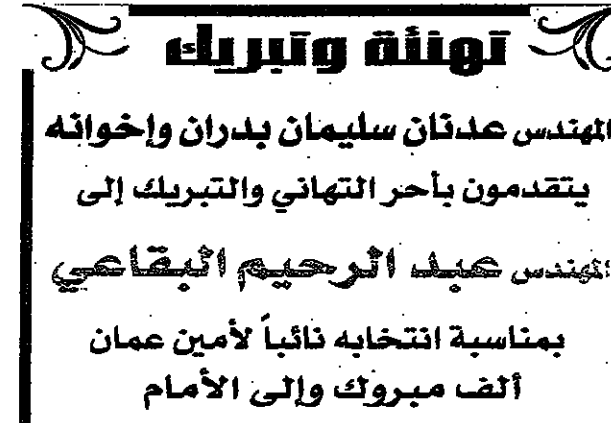 تهنئة وتبريك
المهندس عدنان سليمان بدران وإخوانه
يتقدمون بأحر التهاني والتبريك إلى
المهندس عبد الرحيم البقاعي
بمناسبة انتخابه نائباً لأمين عمان
ألف مبروك وإلى الأمام